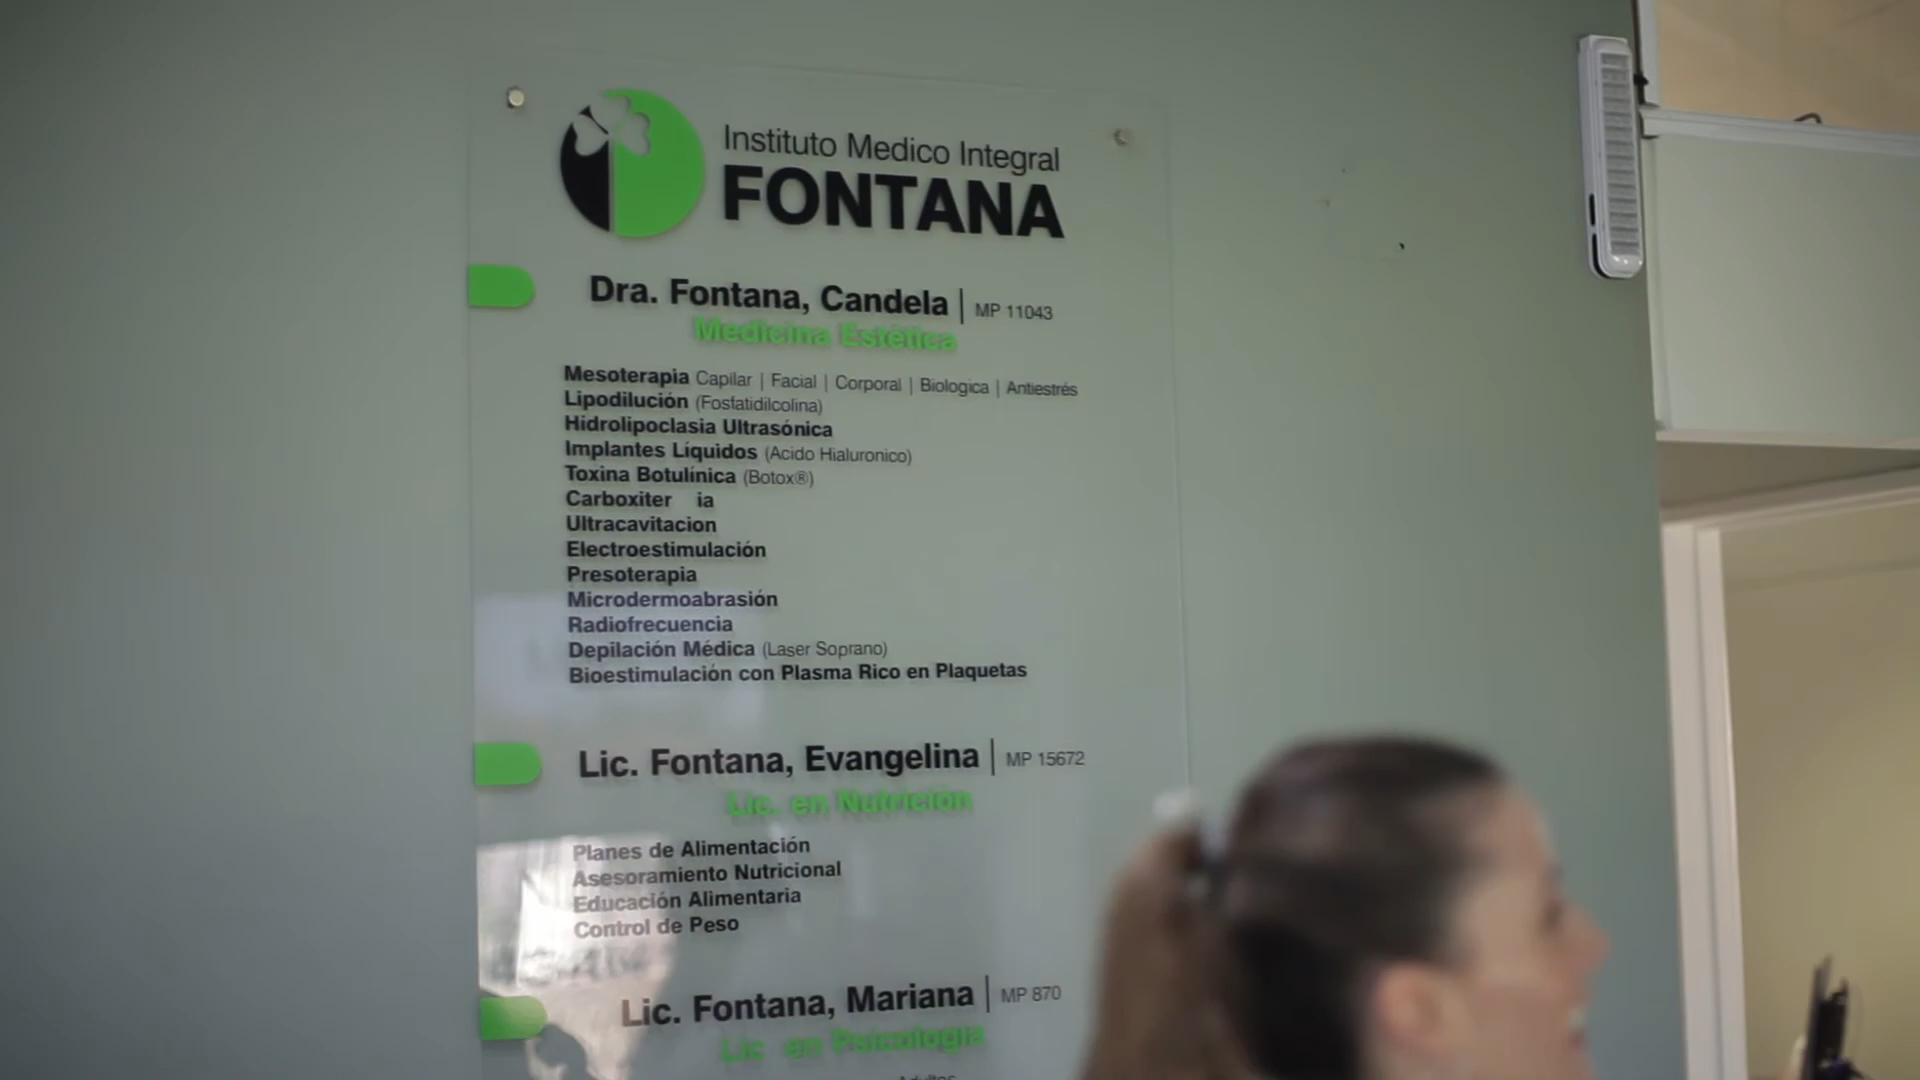 Instituto Medico Integral
FONTANA
Dra. Fontana, Candela | MP 11043
Medicina Estética
Mesoterapia Capilar | Facial | Corporal | Biologica | Antiestrés
Lipodilución (Fosfatidilcolina)
Hidrolipoclasia Ultrasónica
Implantes Líquidos (Acido Hialuronico)
Toxina Botulínica (Botox®)
Carboxiter ia
Ultracavitacion
Electroestimulación
Presoterapia
Microdermoabrasión
Radiofrecuencia
Depilación Médica (Laser Soprano)
Bioestimulación con Plasma Rico en Plaquetas
Lic. Fontana, Evangelina | MP 15672
Lic. en Nutrición
Planes de Alimentación
Asesoramiento Nutricional
Educación Alimentaria
Control de Peso
Lic. Fontana, Mariana | MP 870
Lic en Psicología